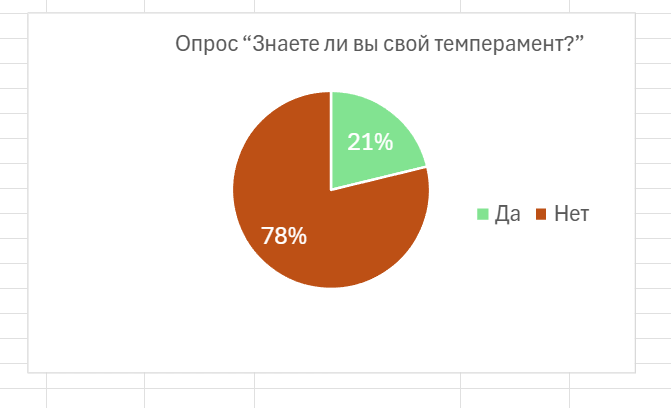 Опрос “Знаете ли вы свой темперамент?”
21%
78%
Да
Нет